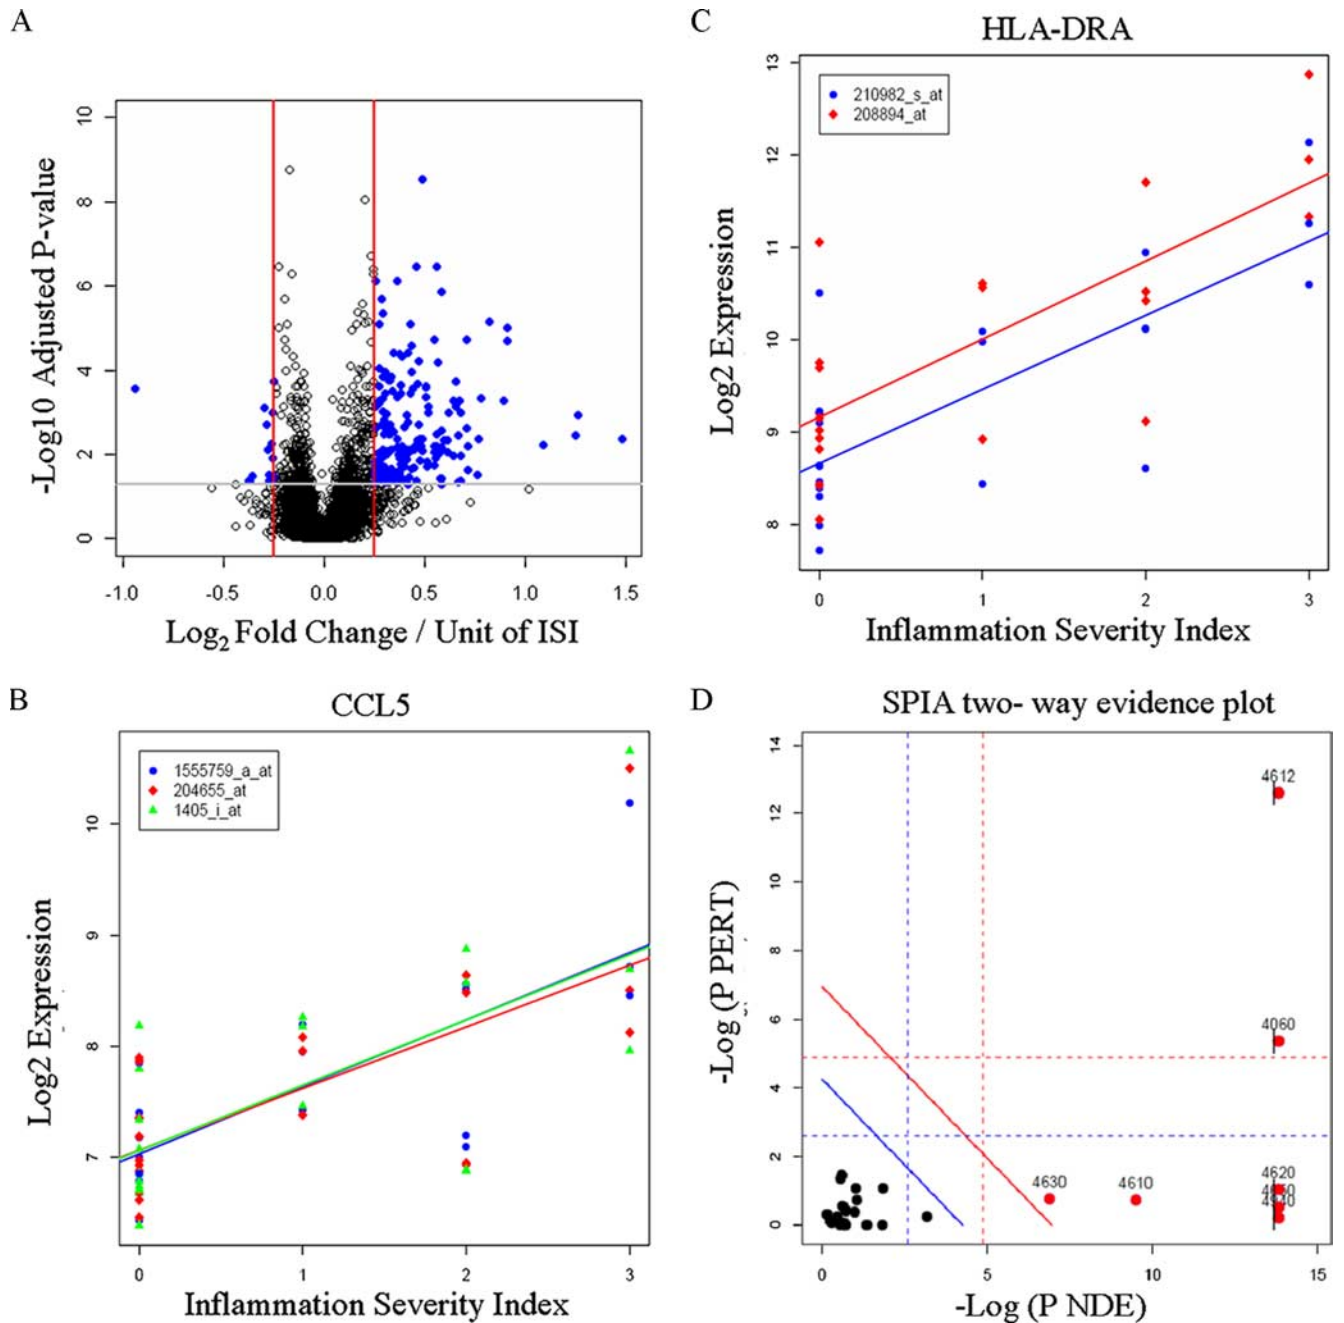 A
-Log10 Adjusted P-value
10
8
6
4
2
0
-1.0 -0.5 0.0 0.5 1.0 1.5
Log2 Fold Change / Unit of ISI
C
HLA-DRA
210982_s_at
208894_at
Log2 Expression
13
12
11
10
9
8
0 1 2 3
Inflammation Severity Index
B
CCL5
1555759_a_at
204655_at
1405_i_at
Log2 Expression
10
9
8
7
0 1 2 3
Inflammation Severity Index
D
SPIA two- way evidence plot
-Log (P PERT)
14
12
10
8
6
4
2
0
4612
4060
4630 4610
4620
4940
0 5 10 15
-Log (P NDE)